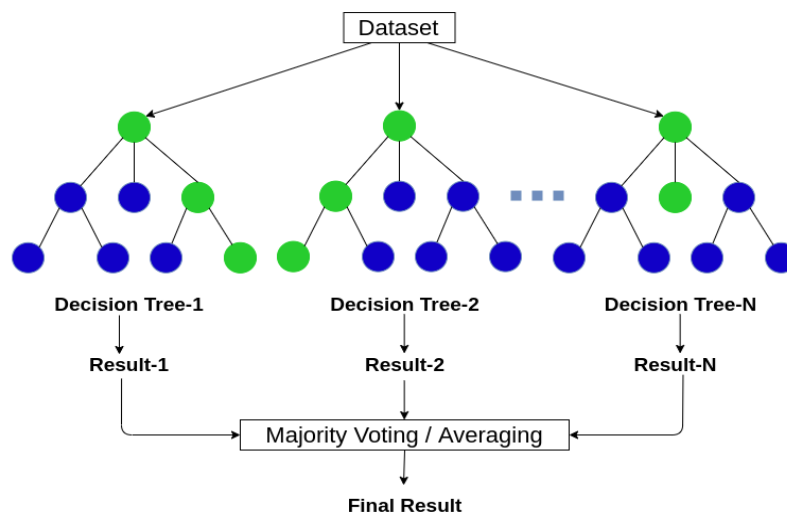 Dataset
Decision Tree-1
Decision Tree-2
Decision Tree-N
Result-1
Result-2
Result-N
Majority Voting / Averaging
Final Result